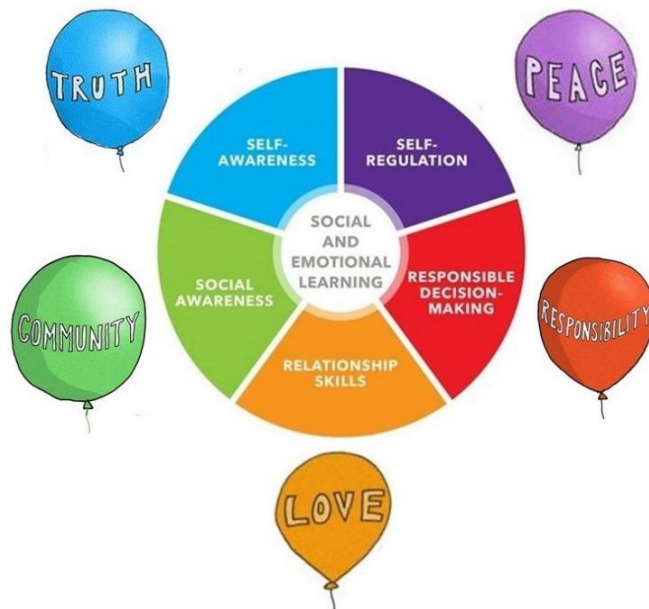 TRUTH
PEACE
SELF-
AWARENESS
SELF-
REGULATION
SOCIAL
AND
EMOTIONAL
LEARNING
SOCIAL
AWARENESS
RESPONSIBLE
DECISION-
MAKING
COMMUNITY
RESPONSIBILITY
RELATIONSHIP
SKILLS
LOVE